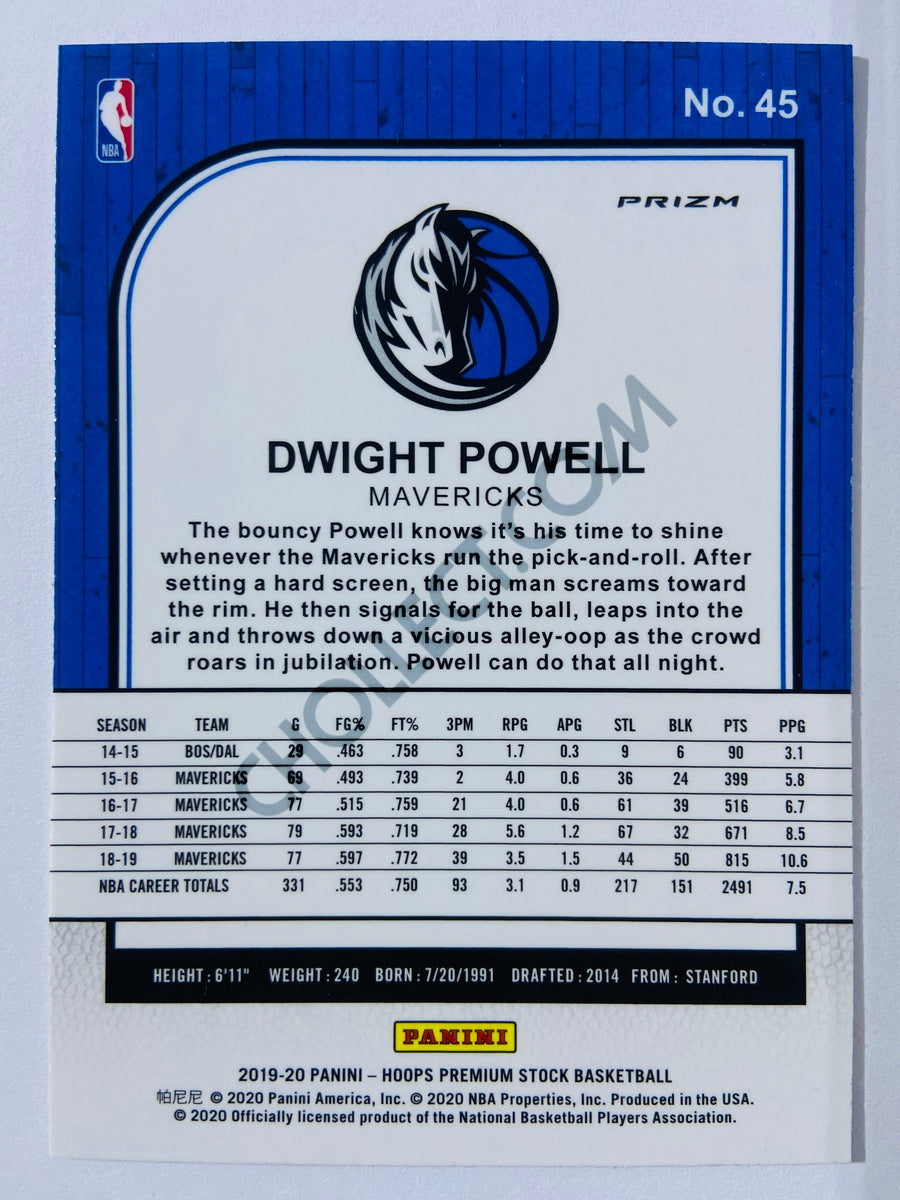 NBA
No. 45
PRIZM
DWIGHT POWELL
MAVERICKS
The bouncy Powell knows it's his time to shine
whenever the Mavericks run the pick-and-roll. After
setting a hard screen, the big man screams toward
the rim. He then signals for the ball, leaps into the
air and throws down a vicious alley-oop as the crowd
roars in jubilation. Powell can do that all night.
CHOLLECT.COM
SEASON TEAM G FG% FT% 3PM RPG APG STL BLK PTS PPG
14-15 BOS/DAL 29 .463 .758 3 1.7 0.3 9 6 90 3.1
15-16 MAVERICKS 69 .493 .739 2 4.0 0.6 36 24 399 5.8
16-17 MAVERICKS 77 .515 .759 21 4.0 0.6 61 39 516 6.7
17-18 MAVERICKS 79 .593 .719 28 5.6 1.2 67 32 671 8.5
18-19 MAVERICKS 77 .597 .772 39 3.5 1.5 44 50 815 10.6
NBA CAREER TOTALS 331 .553 .750 93 3.1 0.9 217 151 2491 7.5
HEIGHT: 6'11" WEIGHT: 240 BORN: 7/20/1991 DRAFTED: 2014 FROM: STANFORD
PANINI
2019-20 PANINI – HOOPS PREMIUM STOCK BASKETBALL
帕尼尼 © 2020 Panini America, Inc. © 2020 NBA Properties, Inc. Produced in the USA.
© 2020 Officially licensed product of the National Basketball Players Association.